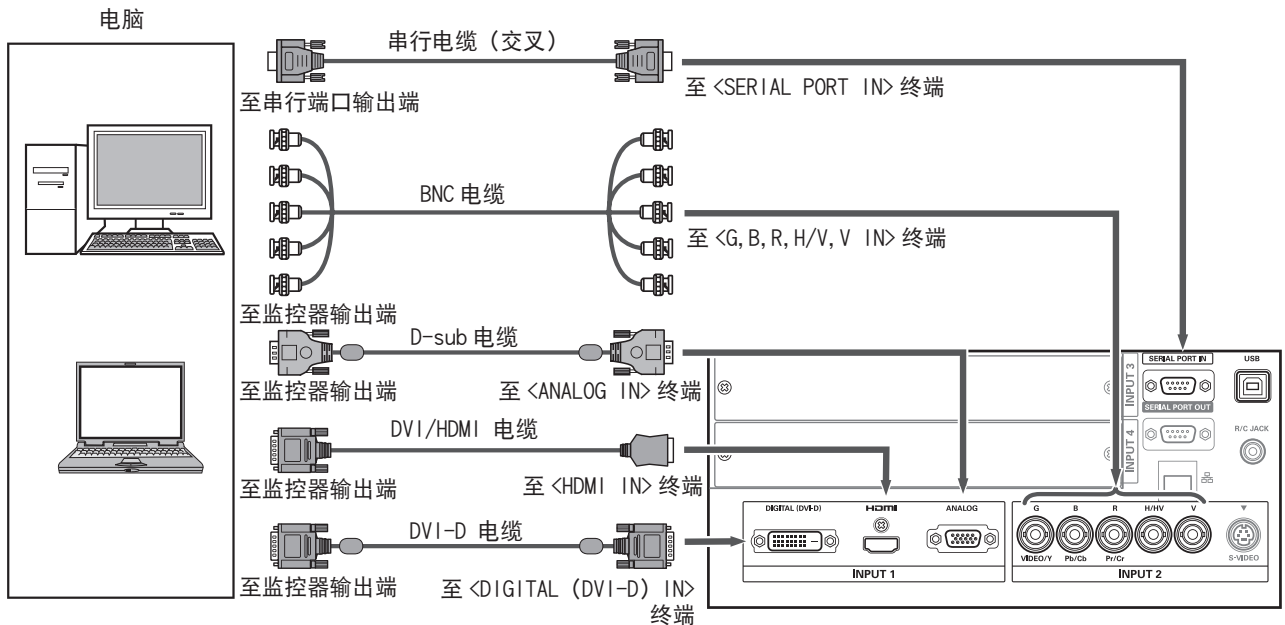 电脑
串行电缆（交叉）
至串行端口输出端
至 <SERIAL PORT IN> 终端
BNC 电缆
至 <G,B,R,H/V,V IN> 终端
至监控器输出端
D-sub 电缆
至监控器输出端
至 <ANALOG IN> 终端
DVI/HDMI 电缆
至监控器输出端
至 <HDMI IN> 终端
DVI-D 电缆
至监控器输出端
至 <DIGITAL (DVI-D) IN>
终端
INPUT 3
SERIAL PORT IN
USB
SERIAL PORT OUT
INPUT 4
R/C JACK
DIGITAL (DVI-D)
HDMI
ANALOG
INPUT 1
G
B
R
H/HV
V
VIDEO/Y
Pb/Cb
Pr/Cr
S-VIDEO
INPUT 2